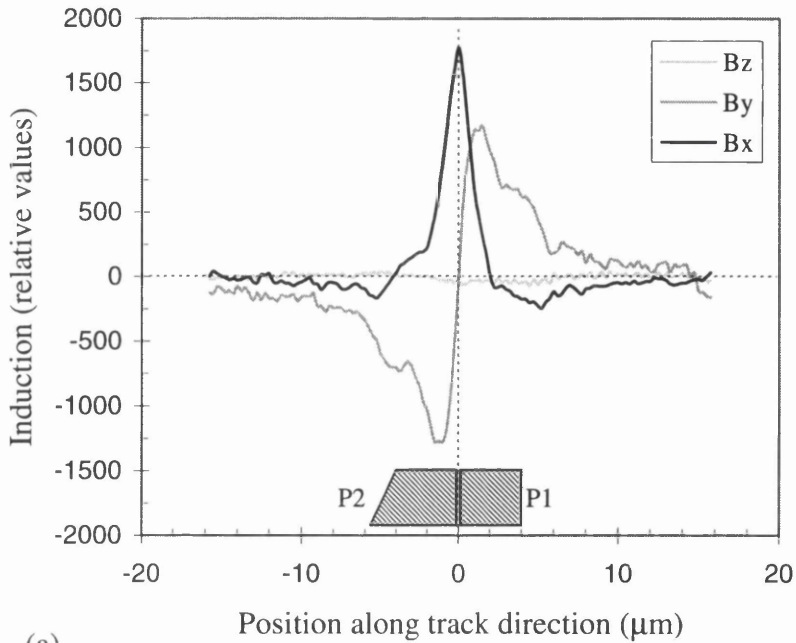 2000
1500
1000
500
0
-500
-1000
-1500
-2000
Induction (relative values)
Bz
By
Bx
P2
P1
-20
-10
0
10
20
Position along track direction (μm)